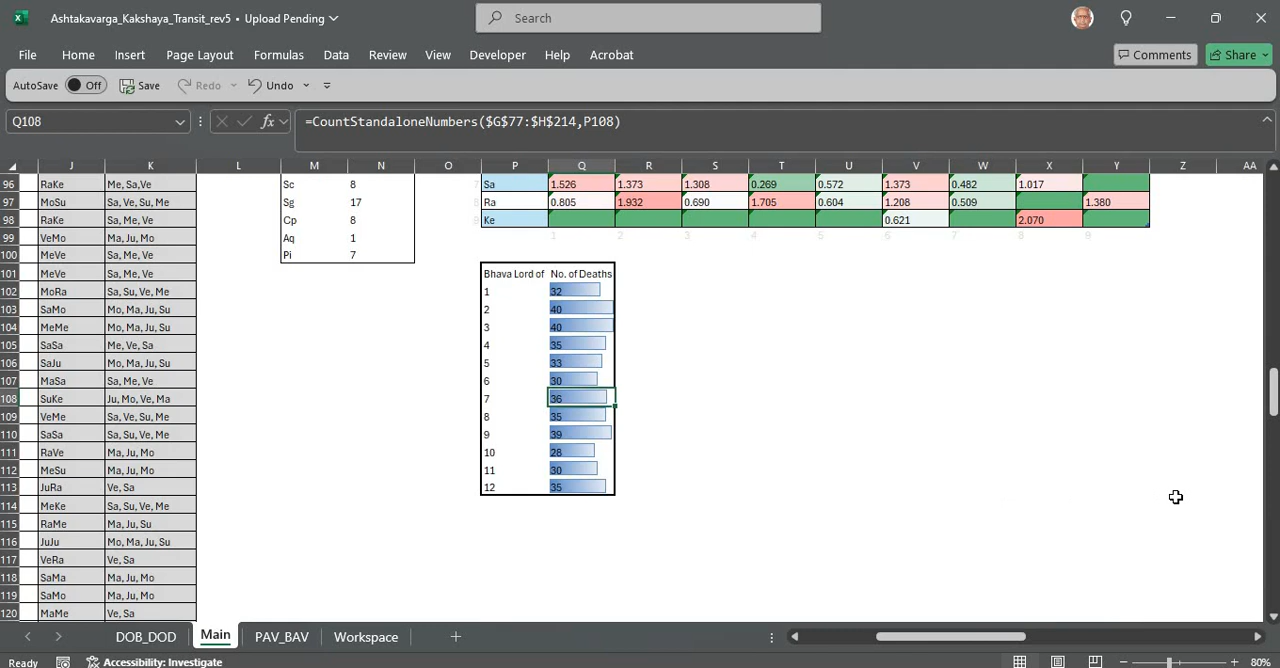 Ashtakavarga_Kakshaya_Transit_rev5 • Upload Pending
Search
File Home Insert Page Layout Formulas Data Review View Developer Help Acrobat Comments Share
AutoSave Off Save Redo Undo
Q108 fx =CountStandaloneNumbers($G$77:$H$214,P108)
J K L M N O P Q R S T U V W X Y Z AA
96 RaKe Me, Sa,Ve Sc 8 7 Sa 1.526 1.373 1.308 0.269 0.572 1.373 0.482 1.017
97 MoSu Sa, Ve, Su, Me Sg 17 8 Ra 0.805 1.932 0.690 1.705 0.604 1.208 0.509 1.380
98 RaKe Sa, Me, Ve Cp 8 9 Ke 0.621 2.070
99 VeMo Ma, Ju, Mo Aq 1 1 2 3 4 5 6 7 8 9
100 MeVe Sa, Me, Ve Pi 7
101 MeVe Sa, Me, Ve Bhava Lord of No. of Deaths
102 MoRa Sa, Su, Ve, Me 1 32
103 SaMo Mo, Ma, Ju, Su 2 40
104 MeMe Mo, Ma, Ju, Su 3 40
105 SaSa Me, Ve, Sa 4 35
106 SaJu Mo, Ma, Ju, Su 5 33
107 MaSa Sa, Me, Ve 6 30
108 SuKe Ju, Mo, Ve, Ma 7 36
109 VeMe Sa, Ve, Su, Me 8 35
110 SaSa Sa, Su, Ve, Me 9 39
111 RaVe Ma, Ju, Mo 10 28
112 MeSu Ma, Ju, Mo 11 30
113 JuRa Ve, Sa 12 35
114 MeKe Sa, Su, Ve, Me
115 RaMe Ma, Ju, Su
116 JuJu Mo, Ma, Ju, Su
117 VeRa Ve, Sa
118 SaMa Ma, Ju, Mo
119 SaMo Ma, Ju, Mo
120 MaMe Ve, Sa
DOB_DOD Main PAV_BAV Workspace
Ready Accessibility: Investigate 80%